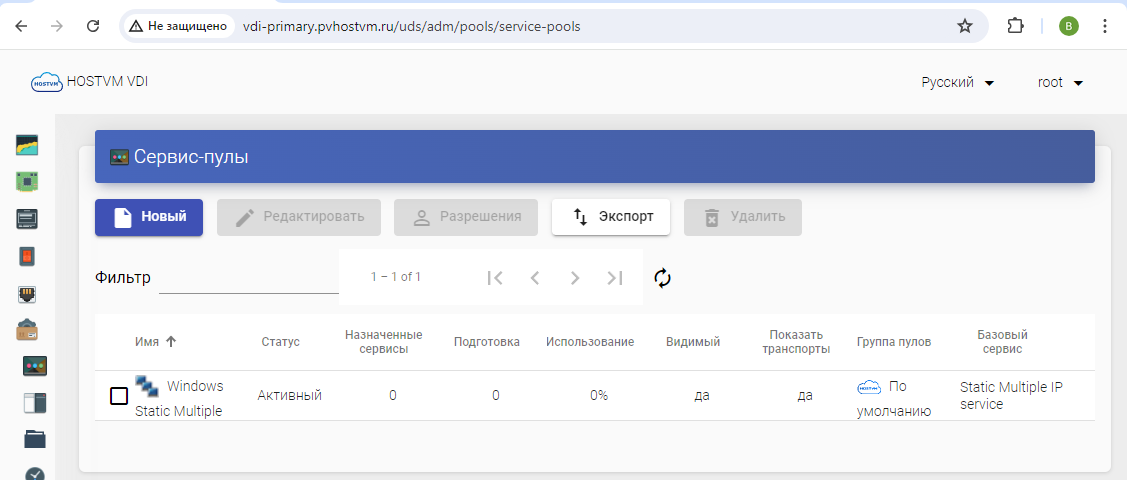 Не защищено vdi-primary.pvhostvm.ru/uds/adm/pools/service-pools
B
HOSTVM HOSTVM VDI
Русский
root
Сервис-пулы
Новый
Редактировать
Разрешения
Экспорт
Удалить
Фильтр
1 – 1 of 1
Имя
Статус
Назначенные
сервисы
Подготовка
Использование
Видимый
Показать
транспорты
Группа пулов
Базовый
сервис
Windows
Static Multiple
Активный
0
0
0%
да
да
HOSTVM По
умолчанию
Static Multiple IP
service